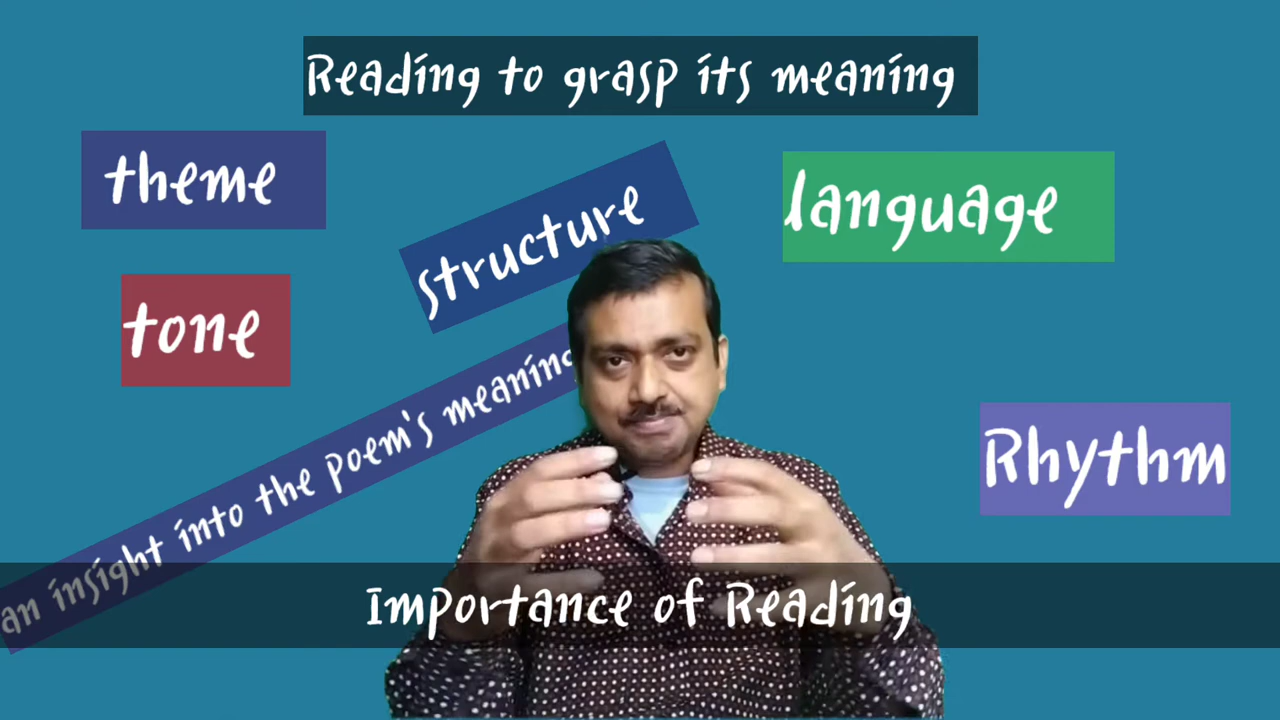 Reading to grasp its meaning
theme
structure
language
tone
an insight into the poem's meaning
Rhythm
Importance of Reading